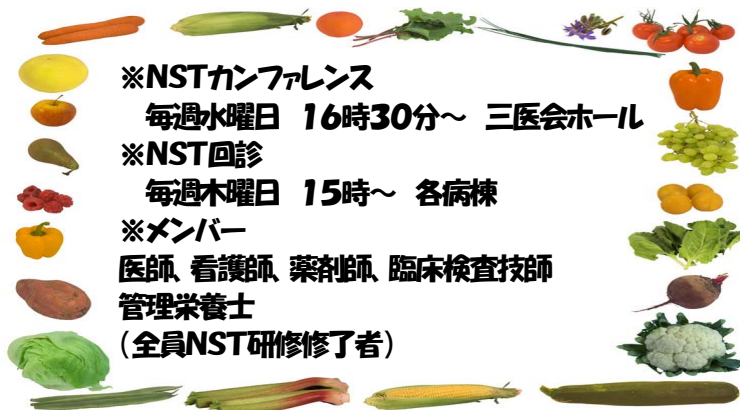 ※NSTカンファレンス
毎週水曜日　16時30分～　三医会ホール
※NST回診
毎週木曜日　15時～　各病棟
※メンバー
医師、看護師、薬剤師、臨床検査技師
管理栄養士
(全員NST研修修了者)